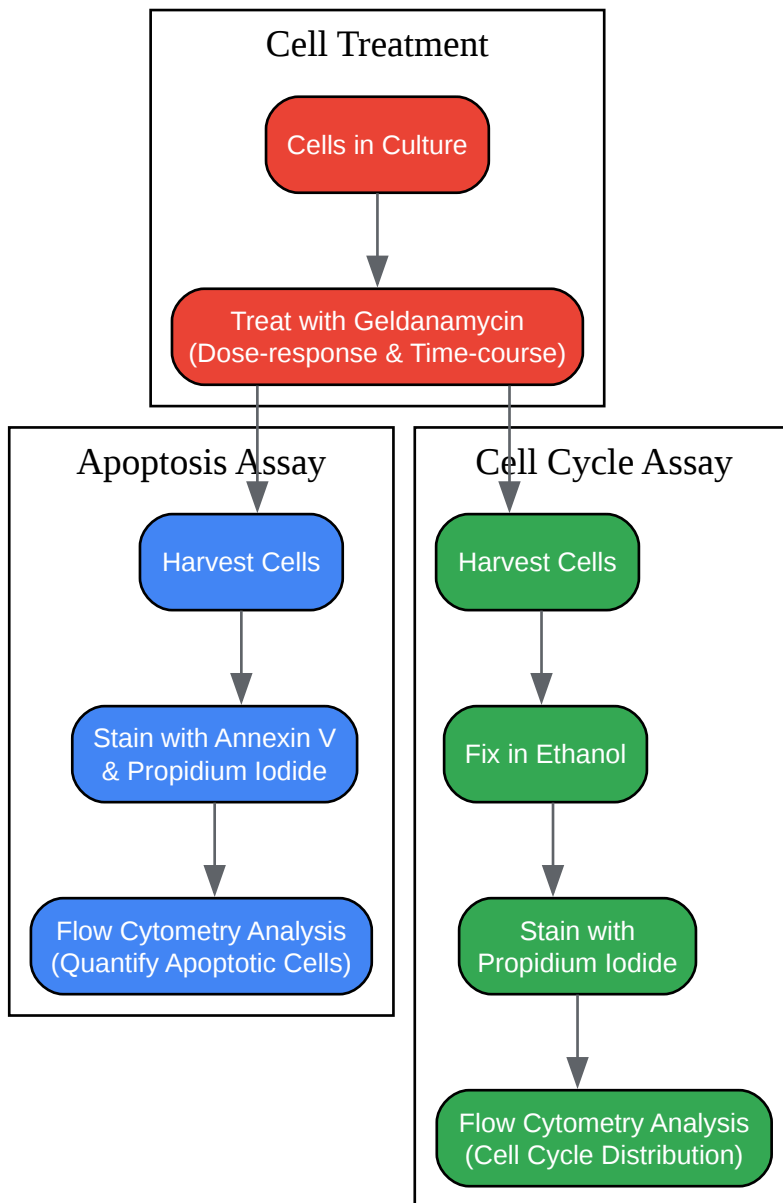 Cell Treatment
Cells in Culture
Treat with Geldanamycin
(Dose-response & Time-course)
Apoptosis Assay
Harvest Cells
Stain with Annexin V
& Propidium Iodide
Flow Cytometry Analysis
(Quantify Apoptotic Cells)
Cell Cycle Assay
Harvest Cells
Fix in Ethanol
Stain with
Propidium Iodide
Flow Cytometry Analysis
(Cell Cycle Distribution)